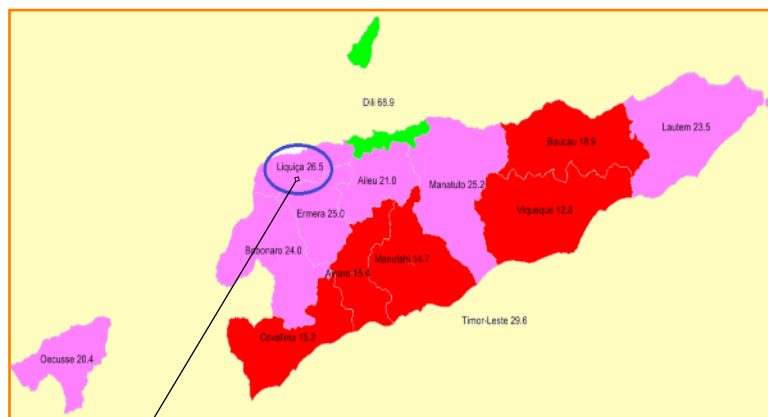 Dili 68.9
Baucau 16.9
Lautem 23.5
Liquiça 26.5
Aileu 21.0
Manatuto 25.2
Ermera 25.0
Viqueque 12.6
Bobonaro 24.0
Manufahi 14.7
Ainaro 15.4
Timor-Leste 29.6
Covalima 15.2
Oecusse 20.4